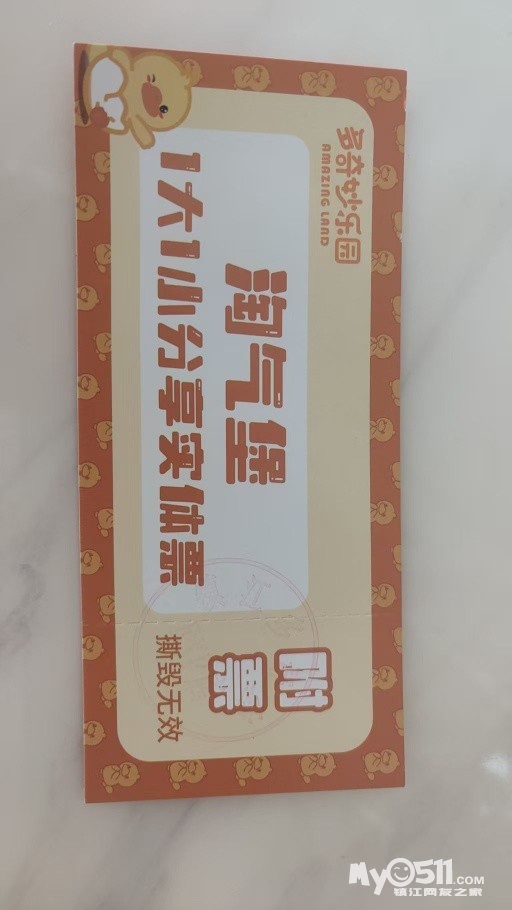 多奇妙乐园
AMAZING LAND
淘气堡
1大1小分享实体票
附票
撕毁无效
MyO511.COM
镇江网友之家